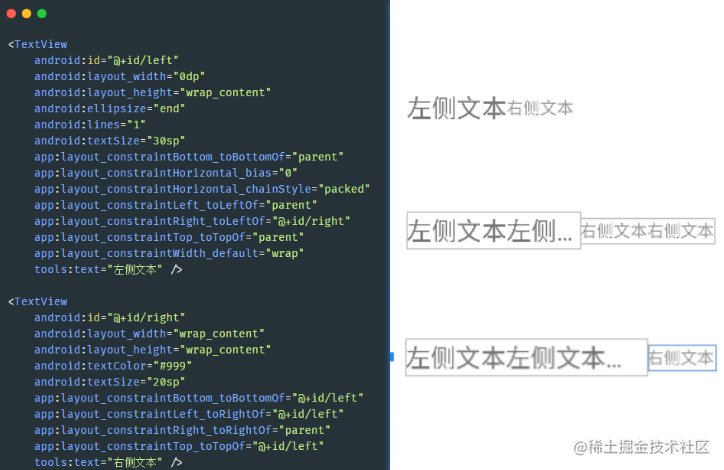 <TextView
android:id="@+id/left"
android:layout_width="0dp"
android:layout_height="wrap_content"
android:ellipsize="end"
android:lines="1"
android:textSize="30sp"
app:layout_constraintBottom_toBottomOf="parent"
app:layout_constraintHorizontal_bias="0"
app:layout_constraintHorizontal_chainStyle="packed"
app:layout_constraintLeft_toLeftOf="parent"
app:layout_constraintRight_toLeftOf="@+id/right"
app:layout_constraintTop_toTopOf="parent"
app:layout_constraintWidth_default="wrap"
tools:text="左侧文本" />
<TextView
android:id="@+id/right"
android:layout_width="wrap_content"
android:layout_height="wrap_content"
android:textColor="#999"
android:textSize="20sp"
app:layout_constraintBottom_toBottomOf="@+id/left"
app:layout_constraintLeft_toRightOf="@+id/left"
app:layout_constraintRight_toRightOf="parent"
app:layout_constraintTop_toTopOf="@+id/left"
tools:text="右侧文本" />
左侧文本右侧文本
左侧文本左侧... 右侧文本右侧文本
左侧文本左侧文本... 右侧文本
@稀土掘金技术社区